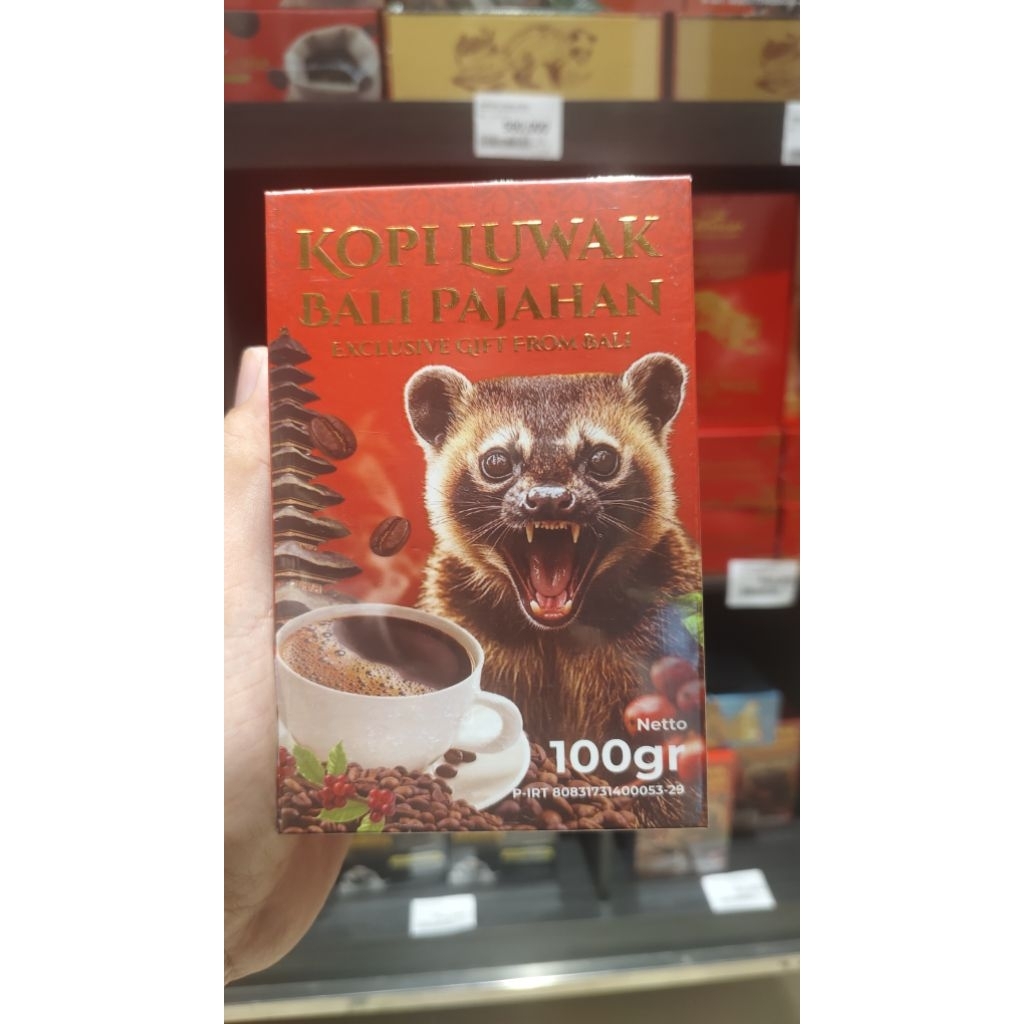 KOPI LUWAK
BALI PAJAHAN
EXCLUSIVE GIFT FROM BALI
Netto
100gr
P-IRT 80831731400053-29